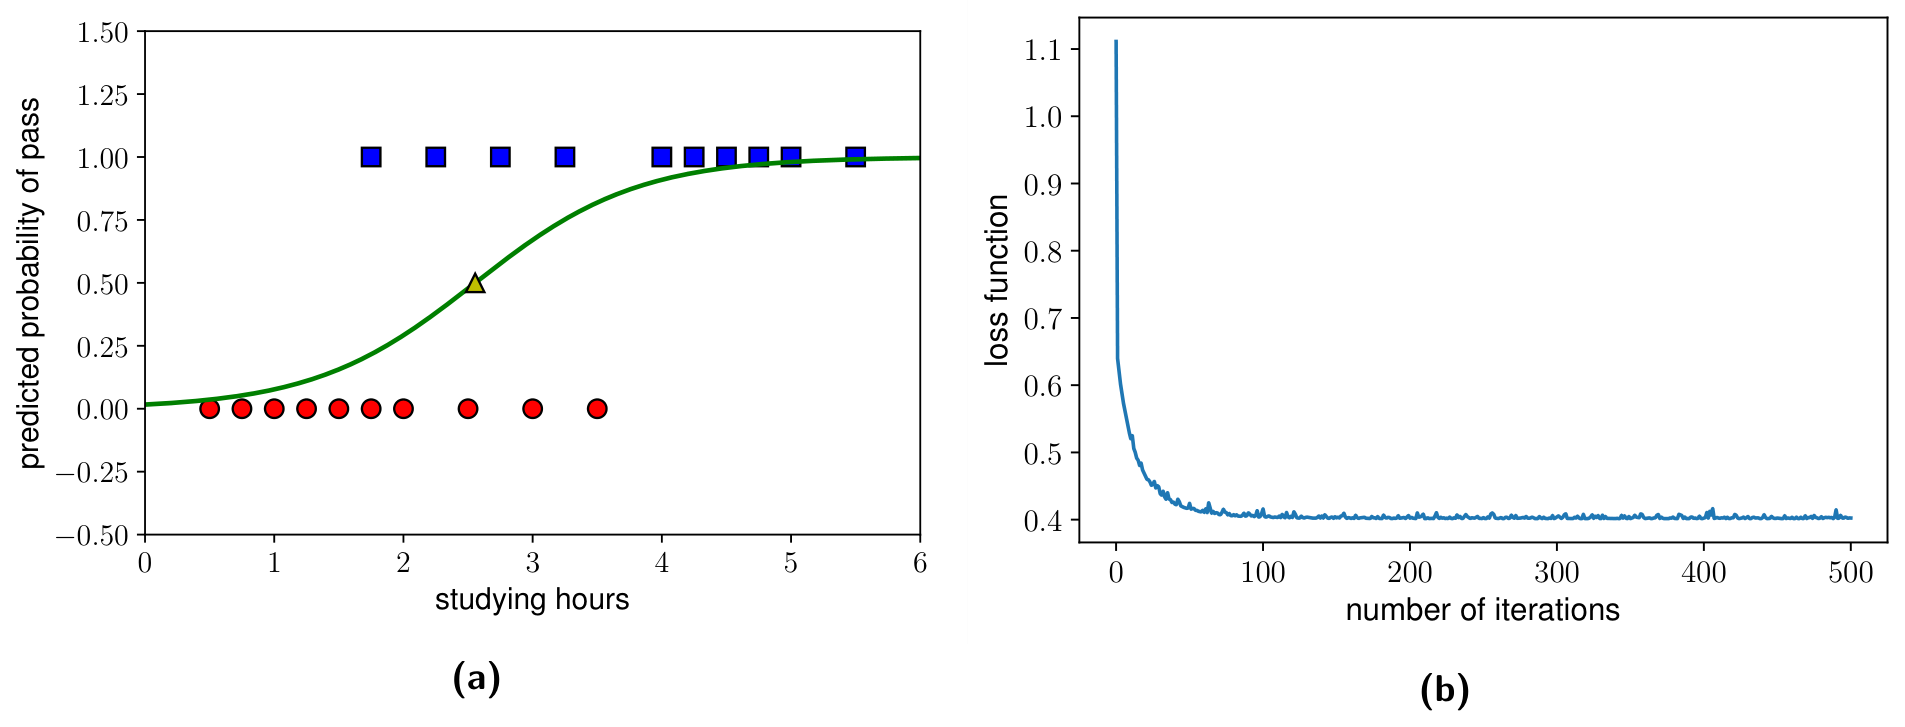 1.50
1.25
1.00
0.75
0.50
0.25
0.00
−0.25
−0.50
predicted probability of pass
0 1 2 3 4 5 6
studying hours
(a)
1.1
1.0
0.9
0.8
0.7
0.6
0.5
0.4
loss function
0 100 200 300 400 500
number of iterations
(b)